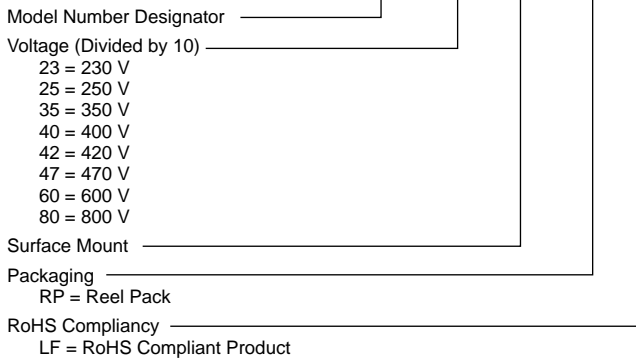 Model Number Designator
Voltage (Divided by 10)
23 = 230 V
25 = 250 V
35 = 350 V
40 = 400 V
42 = 420 V
47 = 470 V
60 = 600 V
80 = 800 V
Surface Mount
Packaging
RP = Reel Pack
RoHS Compliancy
LF = RoHS Compliant Product